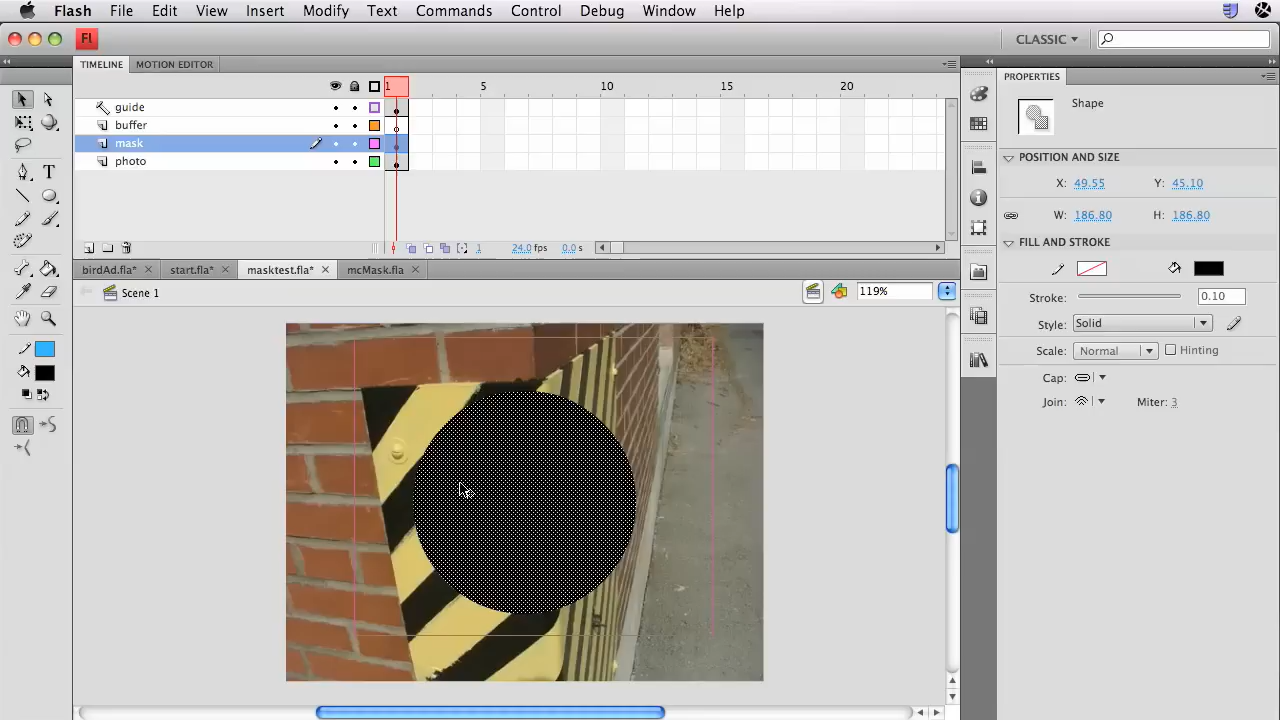 Flash File Edit View Insert Modify Text Commands Control Debug Window Help
Fl CLASSIC
TIMELINE MOTION EDITOR
PROPERTIES
1 5 10 15 20
guide
buffer
mask
photo
Shape
POSITION AND SIZE
X: 49.55 Y: 45.10
W: 186.80 H: 186.80
FILL AND STROKE
Stroke: 0.10
Style: Solid
Scale: Normal Hinting
Cap:
Join: Miter: 3
1 24.0 fps 0.0 s
birdAd.fla* start.fla* masktest.fla* mcMask.fla
Scene 1 119%
T